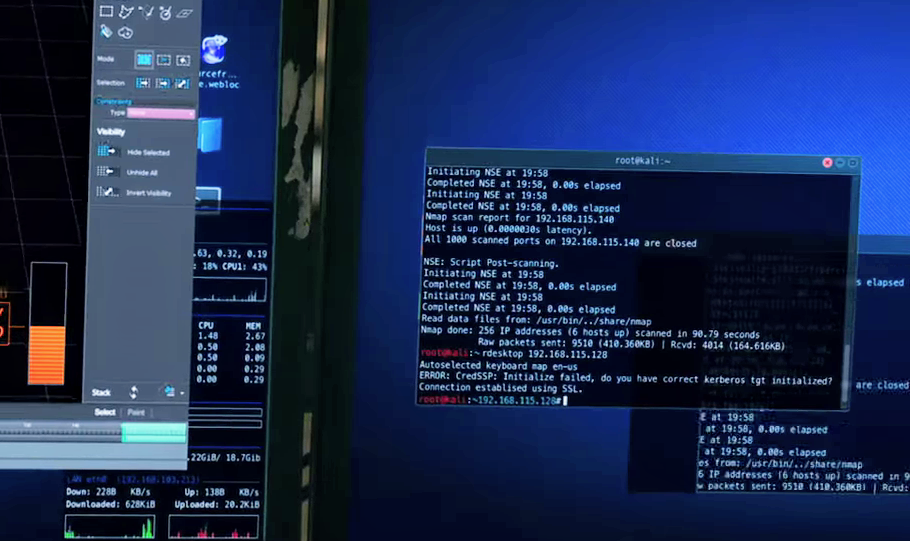 Mode
Selection
Constraints
Type
Visibility
Hide Selected
Unhide All
Invert Visibility
Stack
Select
Paint
e.webloc
.63, 0.32, 0.19
: 18% CPU1: 43%
CPU MEM
1.48 2.67
0.50 2.08
0.50 0.09
0.00 0.29
0.00 0.29
.22GiB/ 18.7Gib
LAN eth0 (192.168.103.213)
Down: 228B KB/s Up: 138B KB/s
Downloaded: 628KiB Uploaded: 20.2KiB
%
root@kali:~
Initiating NSE at 19:58
Completed NSE at 19:58, 0.00s elapsed
Initiating NSE at 19:58
Completed NSE at 19:58, 0.00s elapsed
Nmap scan report for 192.168.115.140
Host is up (0.0000030s latency).
All 1000 scanned ports on 192.168.115.140 are closed
NSE: Script Post-scanning.
Initiating NSE at 19:58
Completed NSE at 19:58, 0.00s elapsed
Initiating NSE at 19:58
Completed NSE at 19:58, 0.00s elapsed
Read data files from: /usr/bin/../share/nmap
Nmap done: 256 IP addresses (6 hosts up) scanned in 90.79 seconds
Raw packets sent: 9510 (410.360KB) | Rcvd: 4014 (164.616KB)
root@kali:~ rdesktop 192.168.115.128
Autoselected keyboard map en-us
ERROR: CredSSP: Initialize failed, do you have correct kerberos tgt initialized?
Connection establised using SSL.
root@kali:~192.168.115.128#
s elapsed
are closed
E at 19:58
at 19:58, 0.00s elapsed
E at 19:58
at 19:58, 0.00s elapsed
es from: /usr/bin/../share/nmap
6 IP addresses (6 hosts up) scanned in 9
w packets sent: 9510 (410.360KB) | Rcvd: